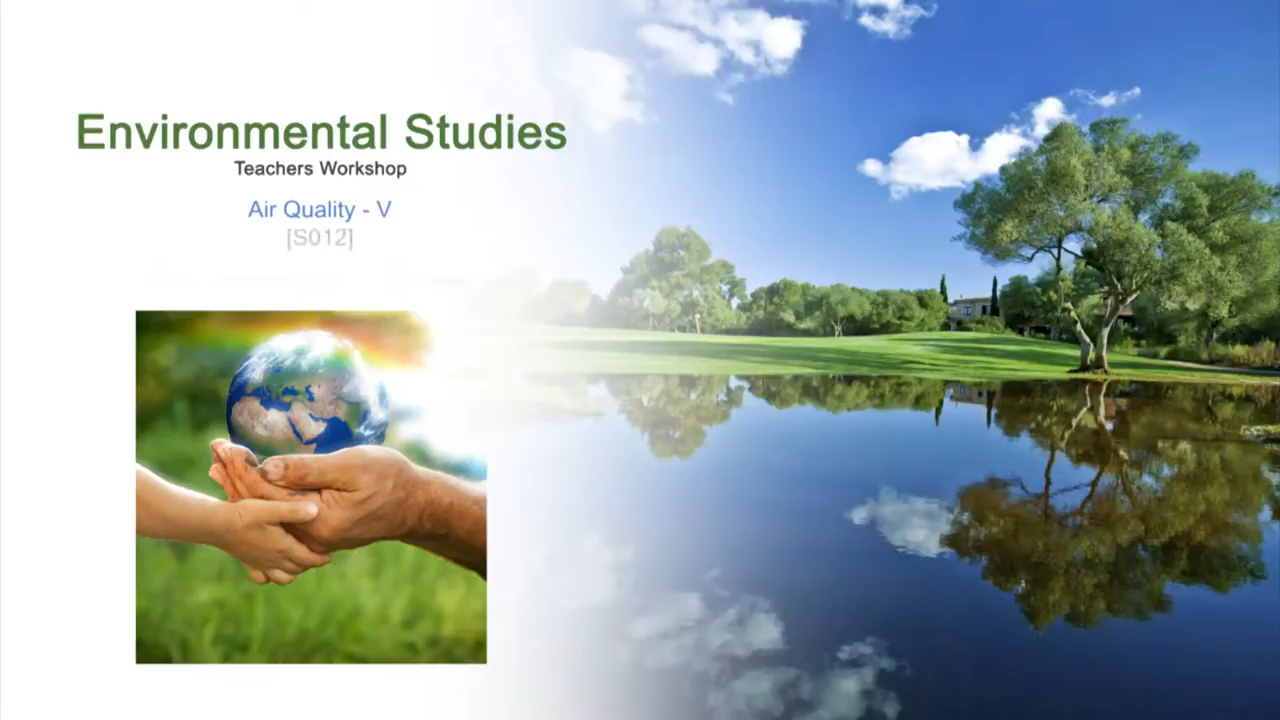 Environmental Studies
Teachers Workshop
Air Quality - V
[S012]